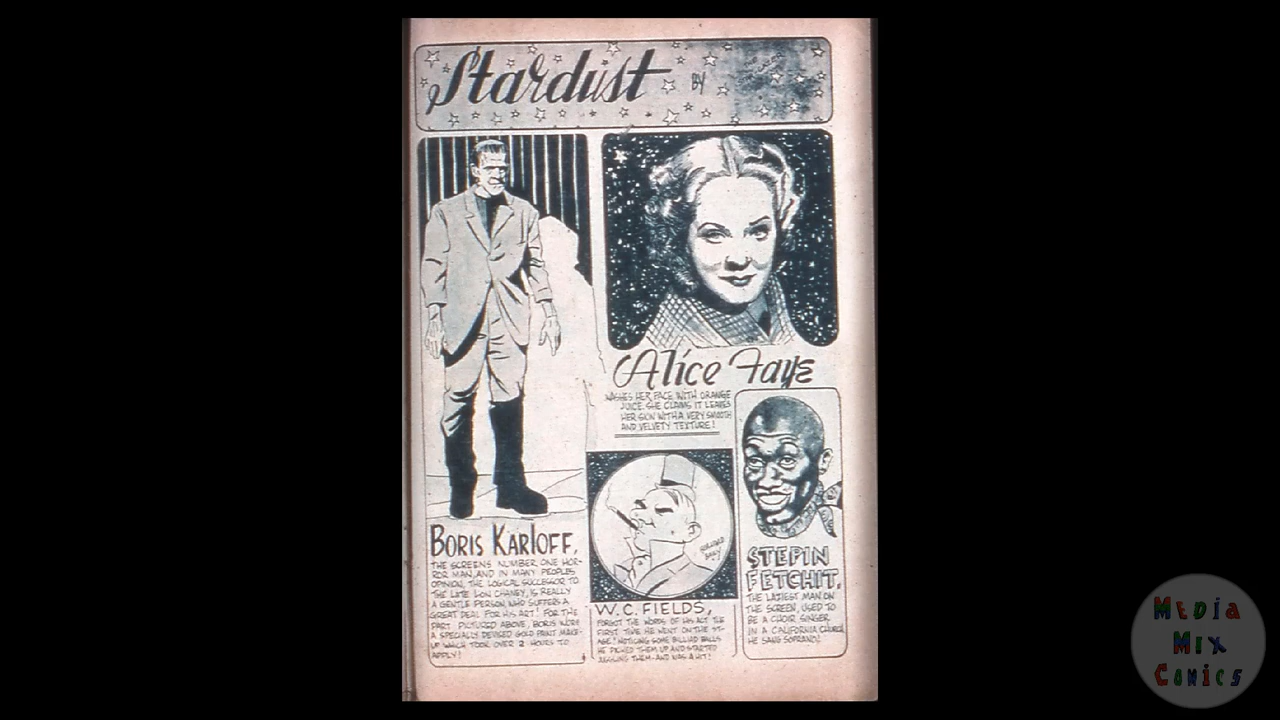 Stardust BY
Alice Faye
WASHES HER FACE WITH ORANGE
JUICE. SHE CLAIMS IT LEAVES
HER SKIN WITH A VERY SMOOTH
AND VELVETY TEXTURE!
BORIS KARLOFF,
THE SCREENS NUMBER ONE HOR-
ROR MAN, AND IN MANY PEOPLES
OPINION, THE LOGICAL SUCCESSOR TO
THE LATE LON CHANEY, IS REALLY
A GENTLE PERSON, WHO SUFFERS A
GREAT DEAL FOR HIS ART! FOR THE
PART PICTURED ABOVE, BORIS WORE
A SPECIALLY DEVISED GOLD PAINT MAKE-
UP WHICH TOOK OVER 2 HOURS TO
APPLY!
W.C. FIELDS,
FORGOT THE WORDS OF HIS ACT THE
FIRST TIME HE WENT ON THE ST-
AGE! NOTICING SOME BILLIAD BALLS
HE PICKED THEM UP AND STARTED
JUGGLING THEM-AND WAS A HIT!
STEPIN
FETCHIT,
THE LAZIEST MAN ON
THE SCREEN, USED TO
BE A CHOIR SINGER
IN A CALIFORNIA CHURCH
HE SANG SOPRANO!
MEDiA
MiX
COMiCS